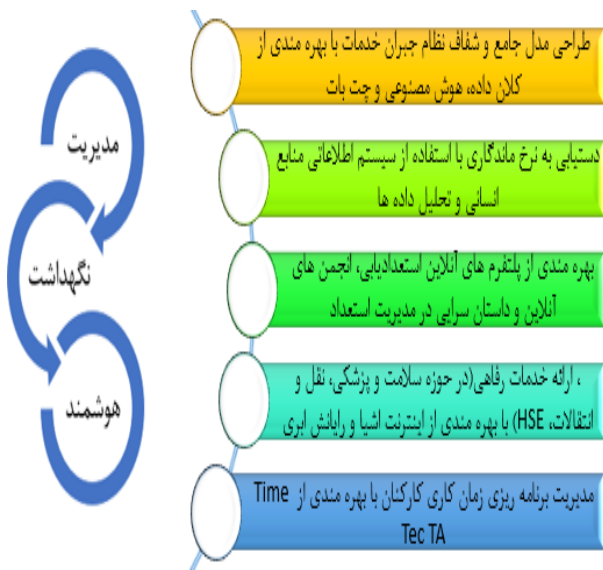 مدیریت
نگهداشت
هوشمند
طراحی مدل جامع و شفاف نظام جبران خدمات با بهره مندی از
کلان داده، هوش مصنوعی و چت بات
دستیابی به نرخ ماندگاری با استفاده از سیستم اطلاعاتی منابع
انسانی و تحلیل داده ها
بهره مندی از پلتفرم های آنلاین استعدادیابی، انجمن های
آنلاین و داستان سرایی در مدیریت استعداد
، ارائه خدمات رفاهی(در حوزه سلامت و پزشکی، نقل و
انتقالات، HSE) با بهره مندی از اینترنت اشیا و رایانش ابری
مدیریت برنامه ریزی زمان کاری کارکنان با بهره مندی از Time
Tec TA